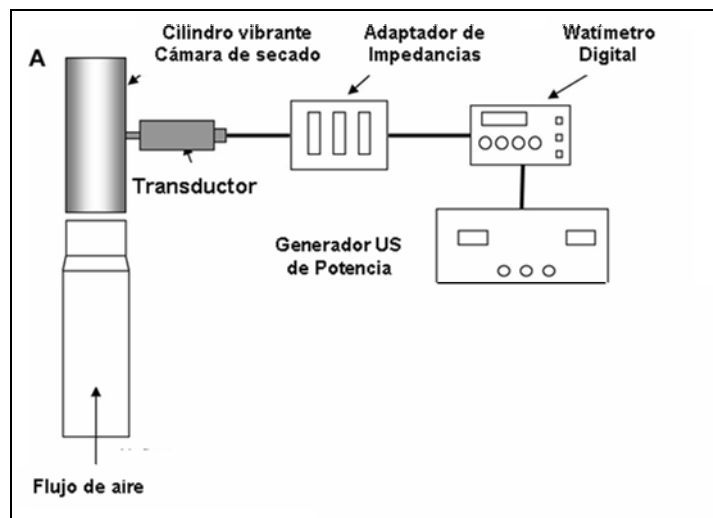 A
Cilindro vibrante
Cámara de secado
Adaptador de
Impedancias
Watímetro
Digital
Transductor
Generador US
de Potencia
Flujo de aire